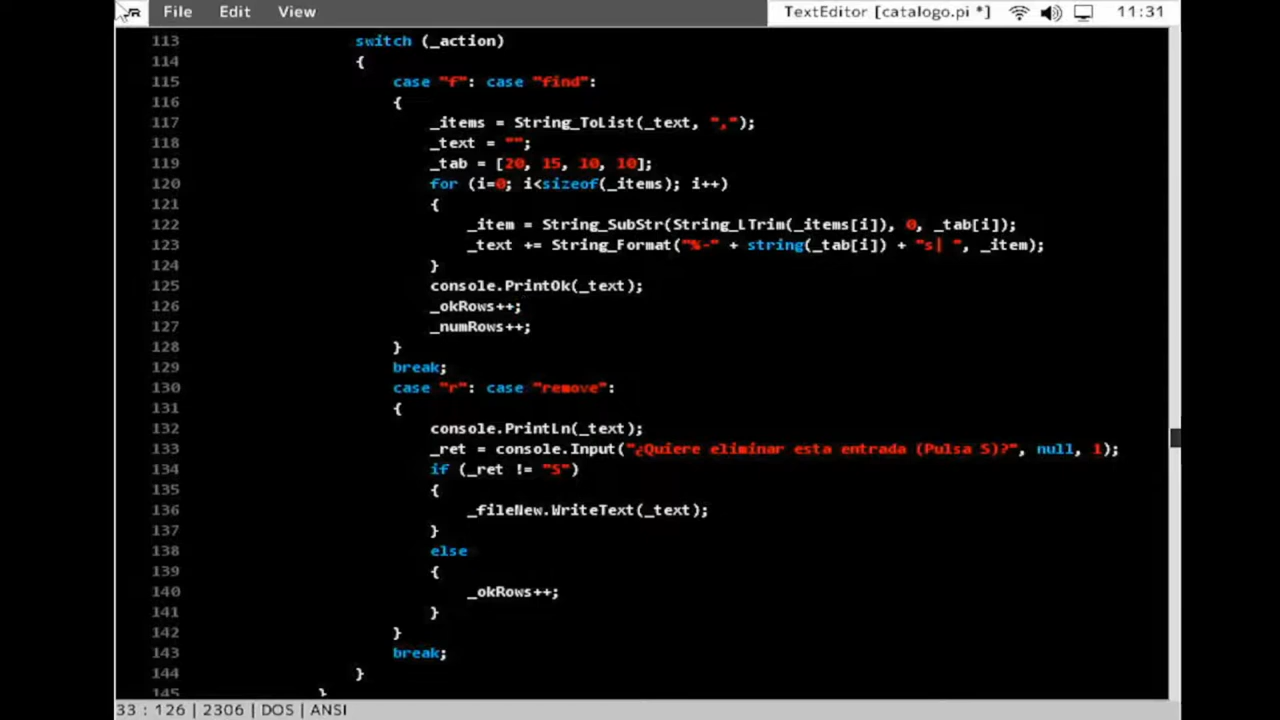 File Edit View TextEditor [catalogo.pi *] 11:31
113 switch (_action)
114 {
115 case "f": case "find":
116 {
117 _items = String_ToList(_text, ",");
118 _text = "";
119 _tab = [20, 15, 10, 10];
120 for (i=0; i<sizeof(_items); i++)
121 {
122 _item = String_SubStr(String_LTrim(_items[i]), 0, _tab[i]);
123 _text += String_Format("%-" + string(_tab[i]) + "s| ", _item);
124 }
125 console.PrintOk(_text);
126 _okRows++;
127 _numRows++;
128 }
129 break;
130 case "r": case "remove":
131 {
132 console.PrintLn(_text);
133 _ret = console.Input("¿Quiere eliminar esta entrada (Pulsa S)?", null, 1);
134 if (_ret != "S")
135 {
136 _fileNew.WriteText(_text);
137 }
138 else
139 {
140 _okRows++;
141 }
142 }
143 break;
144 }
145 }
33 : 126 | 2306 | DOS | ANSI